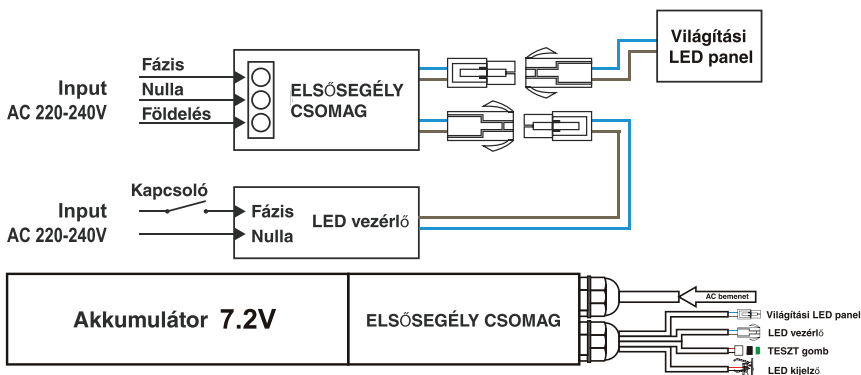 Világítási
LED panel
Input
AC 220-240V
Fázis
Nulla
Földelés
ELSŐSEGÉLY
CSOMAG
Kapcsoló
Input
AC 220-240V
Fázis
Nulla
LED vezérlő
Akkumulátor 7.2V
ELSŐSEGÉLY CSOMAG
AC bemenet
Világítási LED panel
LED vezérlő
TESZT gomb
LED kijelző